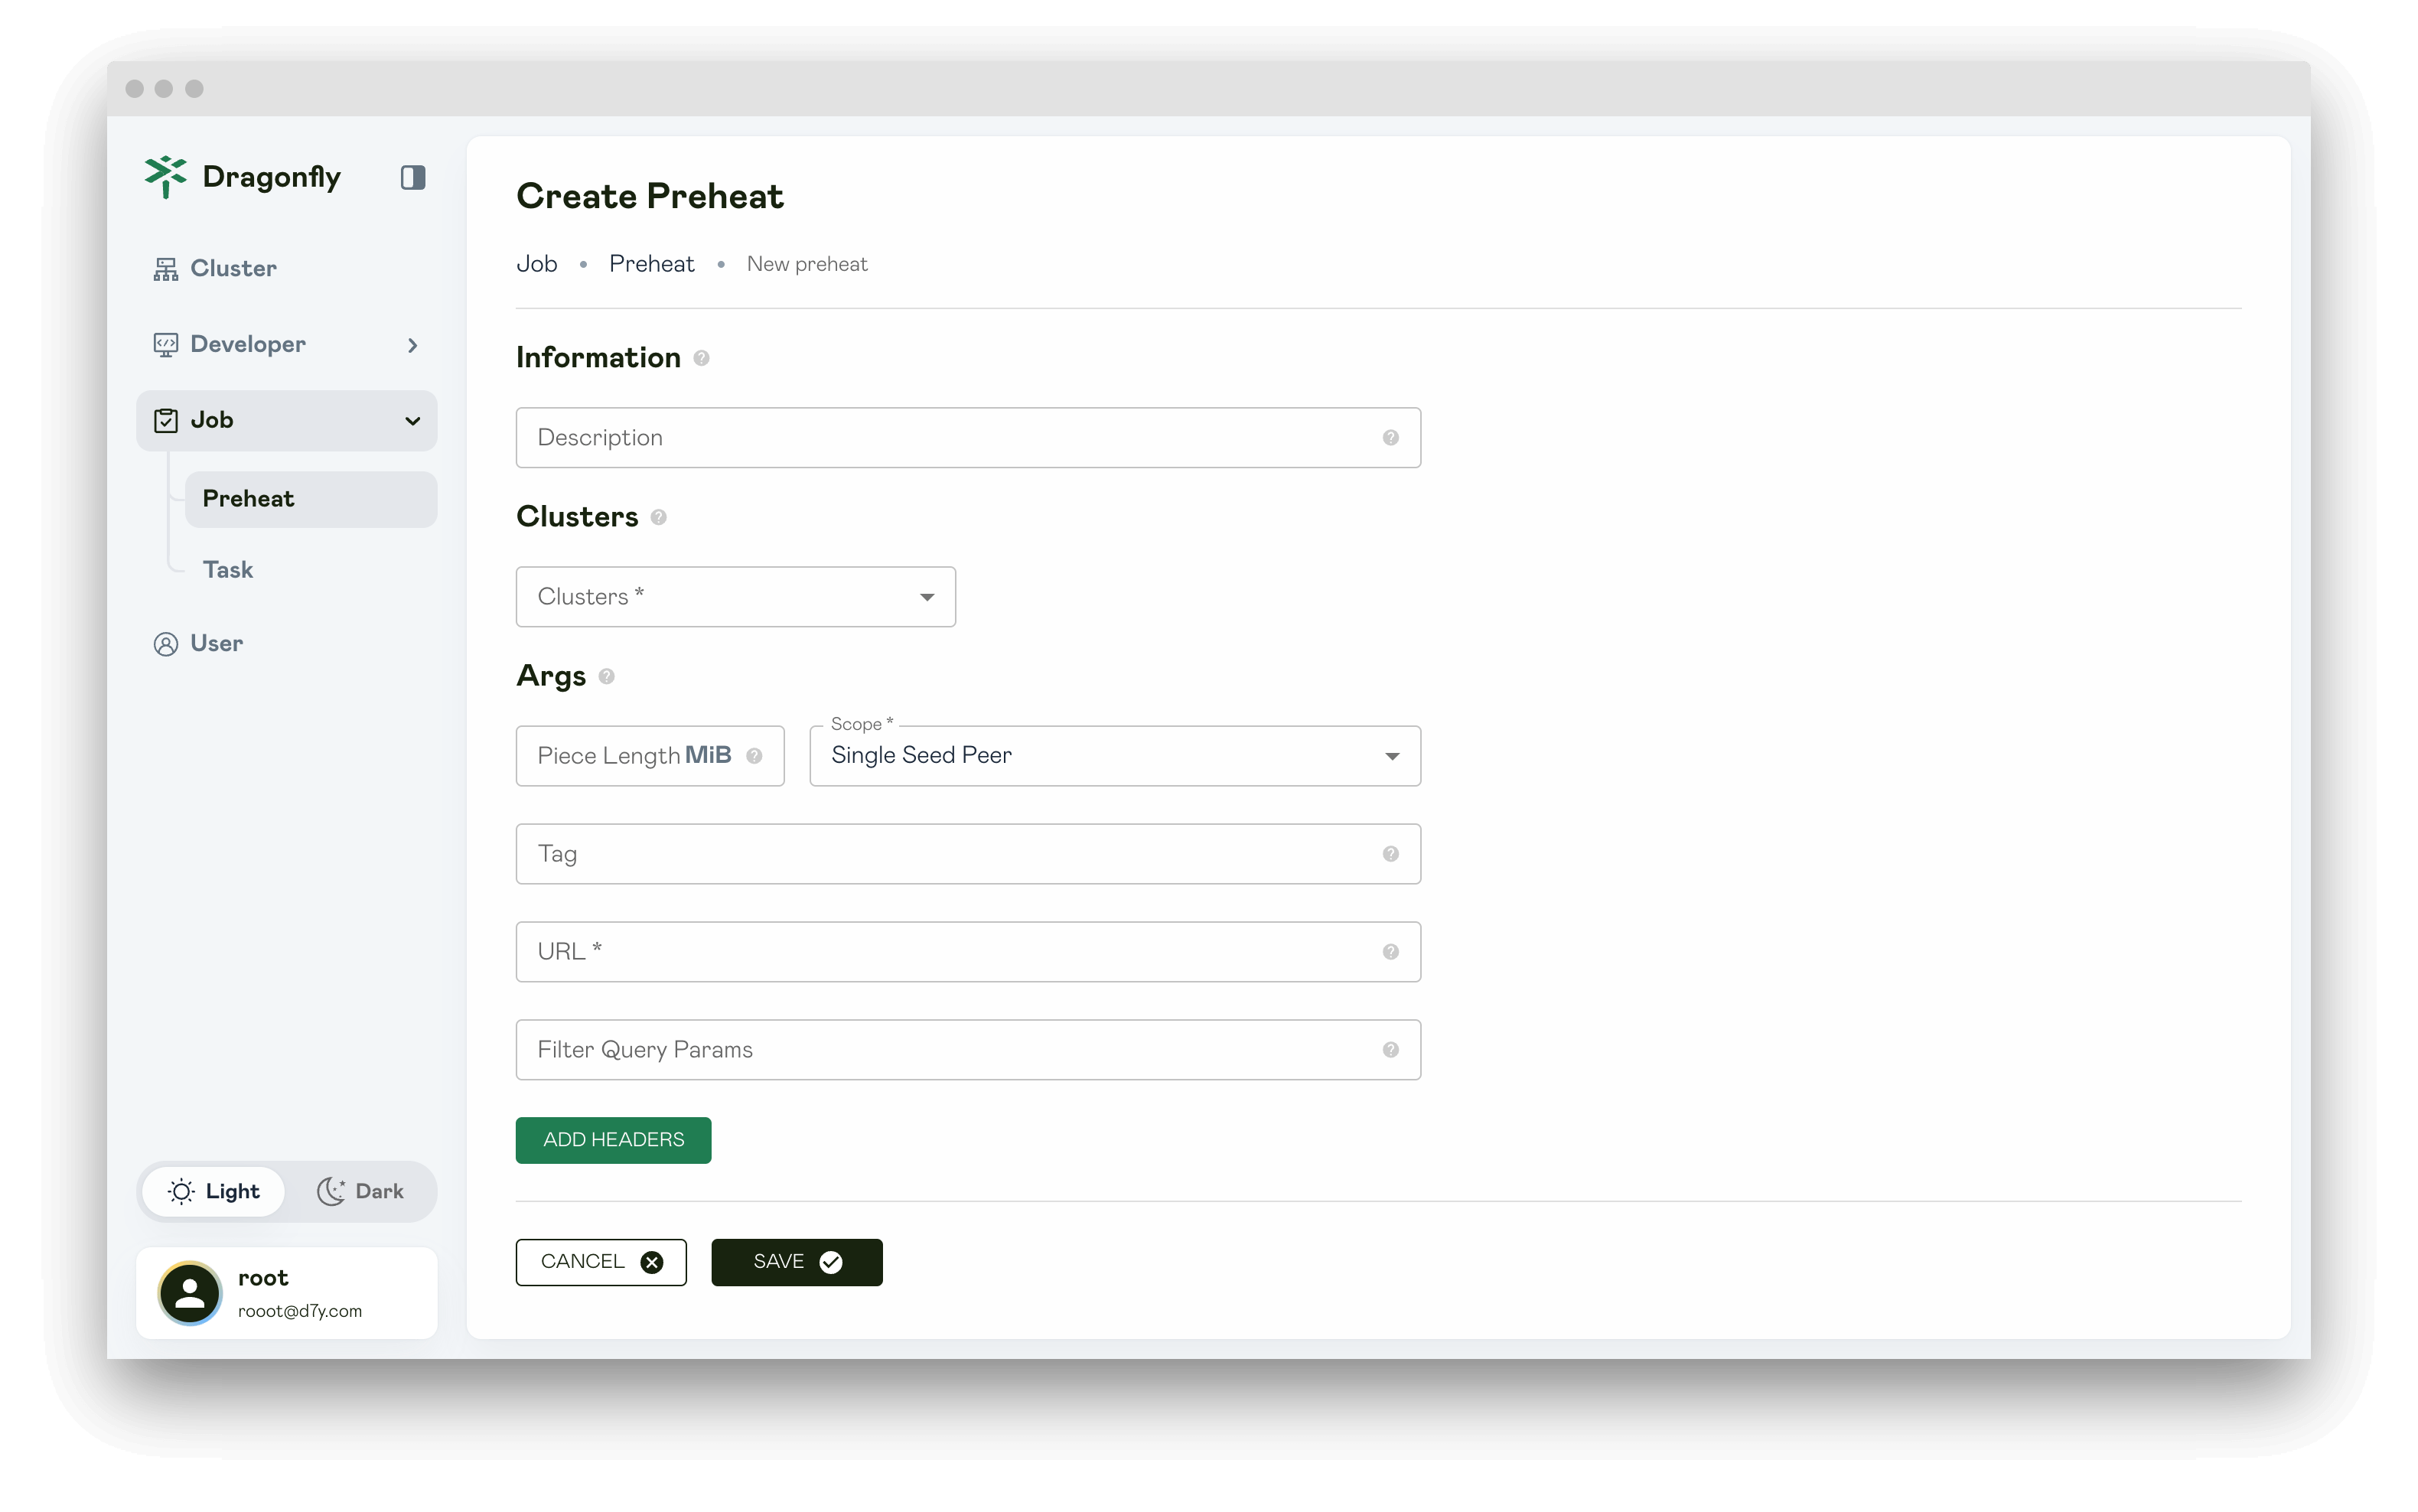 Dragonfly
Cluster
Developer
Job
Preheat
Task
User
Light Dark
root
rooot@d7y.com
Create Preheat
Job • Preheat • New preheat
Information ?
Description ?
Clusters ?
Clusters *
Args ?
Piece Length MiB ?
Scope *
Single Seed Peer
Tag ?
URL * ?
Filter Query Params ?
ADD HEADERS
CANCEL SAVE